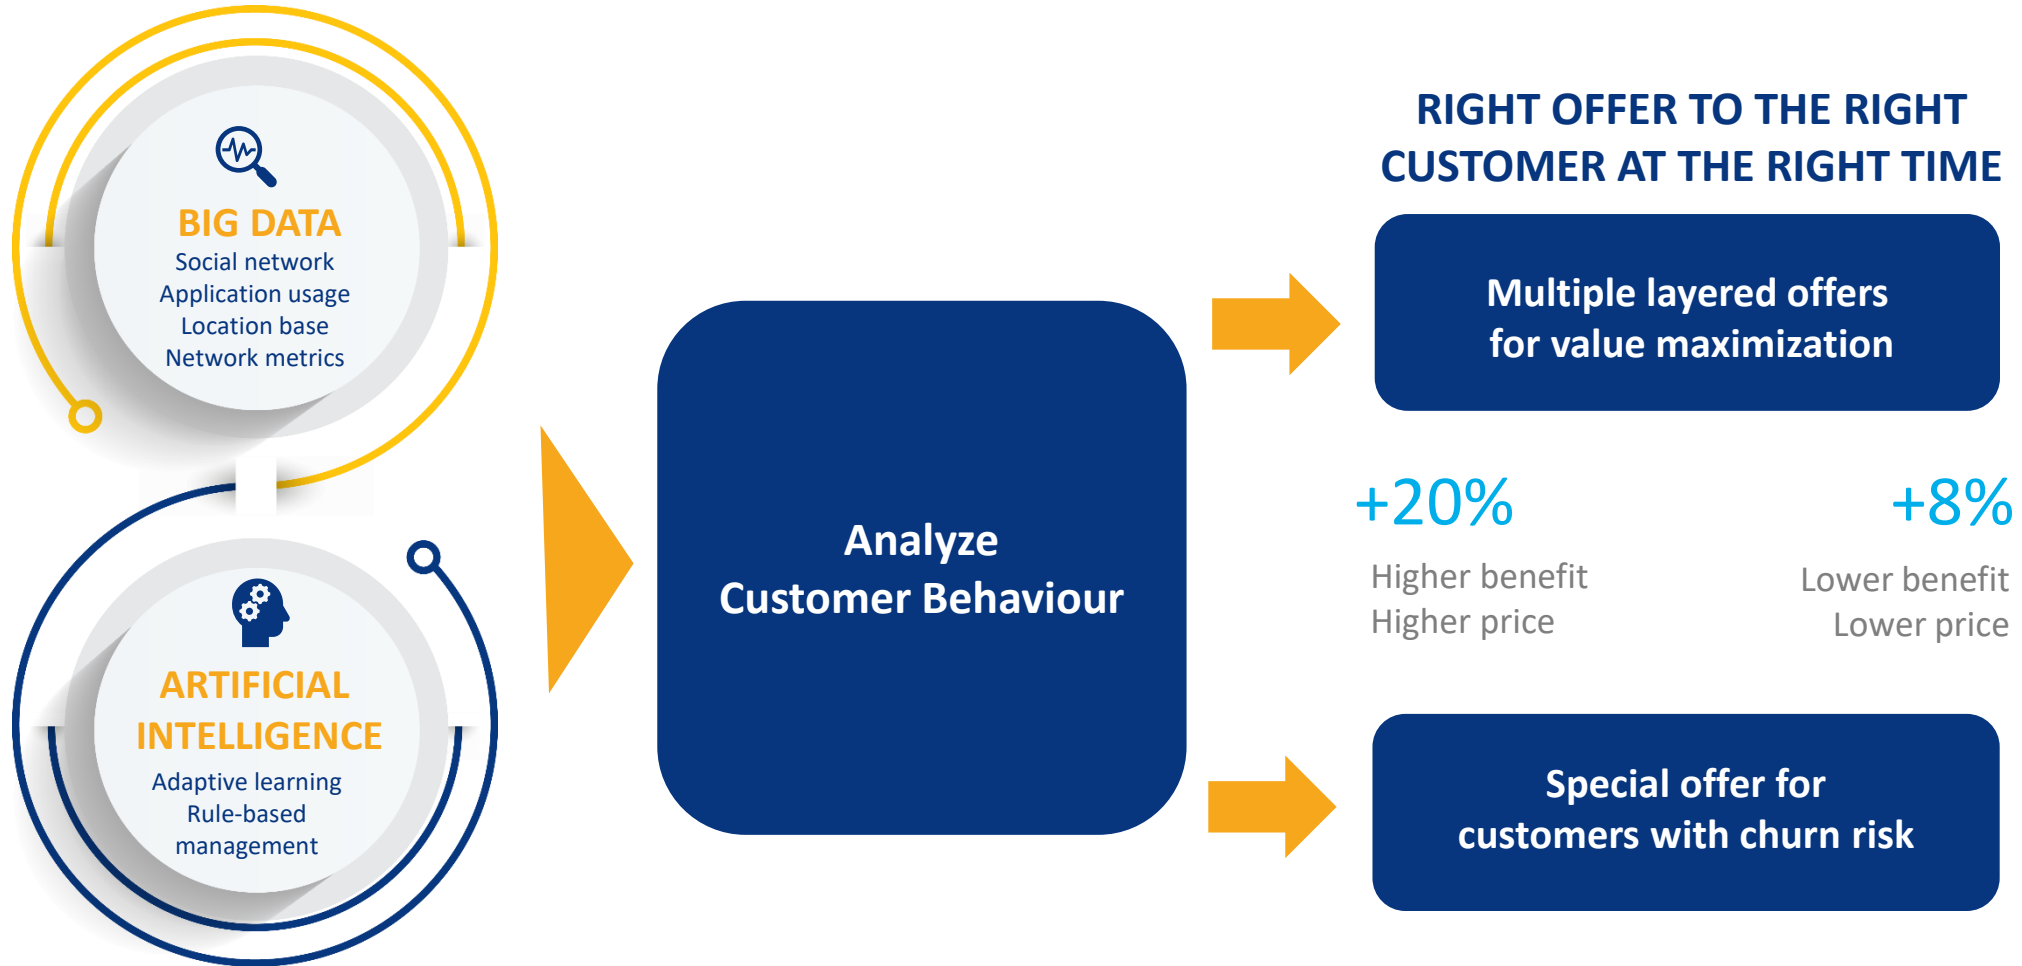 BIG DATA
Social network
Application usage
Location base
Network metrics
ARTIFICIAL
INTELLIGENCE
Adaptive learning
Rule-based
management
Analyze
Customer Behaviour
RIGHT OFFER TO THE RIGHT
CUSTOMER AT THE RIGHT TIME
Multiple layered offers
for value maximization
+20%
Higher benefit
Higher price
+8%
Lower benefit
Lower price
Special offer for
customers with churn risk